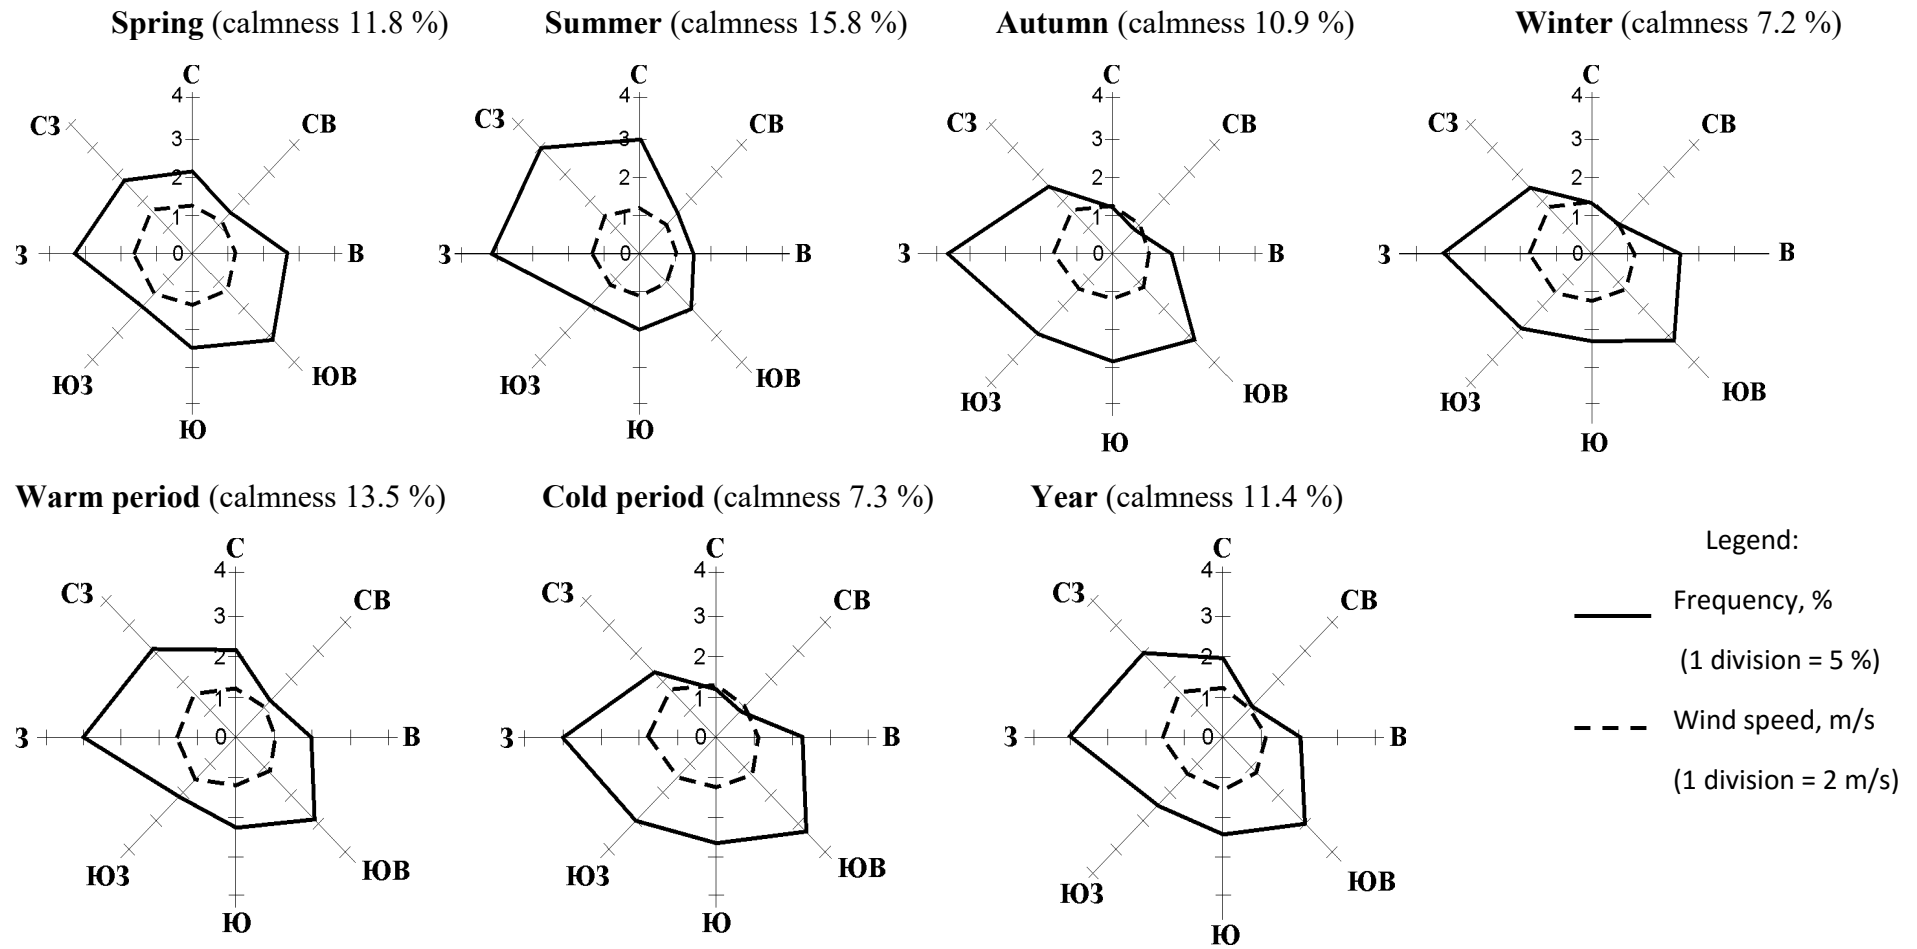 Spring (calmness 11.8 %)
Summer (calmness 15.8 %)
Autumn (calmness 10.9 %)
Winter (calmness 7.2 %)
С
4
3
2
1
0
СЗ
СВ
З
В
ЮЗ
ЮВ
Ю
С
4
3
2
1
0
СЗ
СВ
З
В
ЮЗ
ЮВ
Ю
С
4
3
2
1
0
СЗ
СВ
З
В
ЮЗ
ЮВ
Ю
С
4
3
2
1
0
СЗ
СВ
З
В
ЮЗ
ЮВ
Ю
Warm period (calmness 13.5 %)
Cold period (calmness 7.3 %)
Year (calmness 11.4 %)
С
4
3
2
1
0
СЗ
СВ
З
В
ЮЗ
ЮВ
Ю
С
4
3
2
1
0
СЗ
СВ
З
В
ЮЗ
ЮВ
Ю
С
4
3
2
1
0
СЗ
СВ
З
В
ЮЗ
ЮВ
Ю
Legend:
Frequency, %
(1 division = 5 %)
Wind speed, m/s
(1 division = 2 m/s)